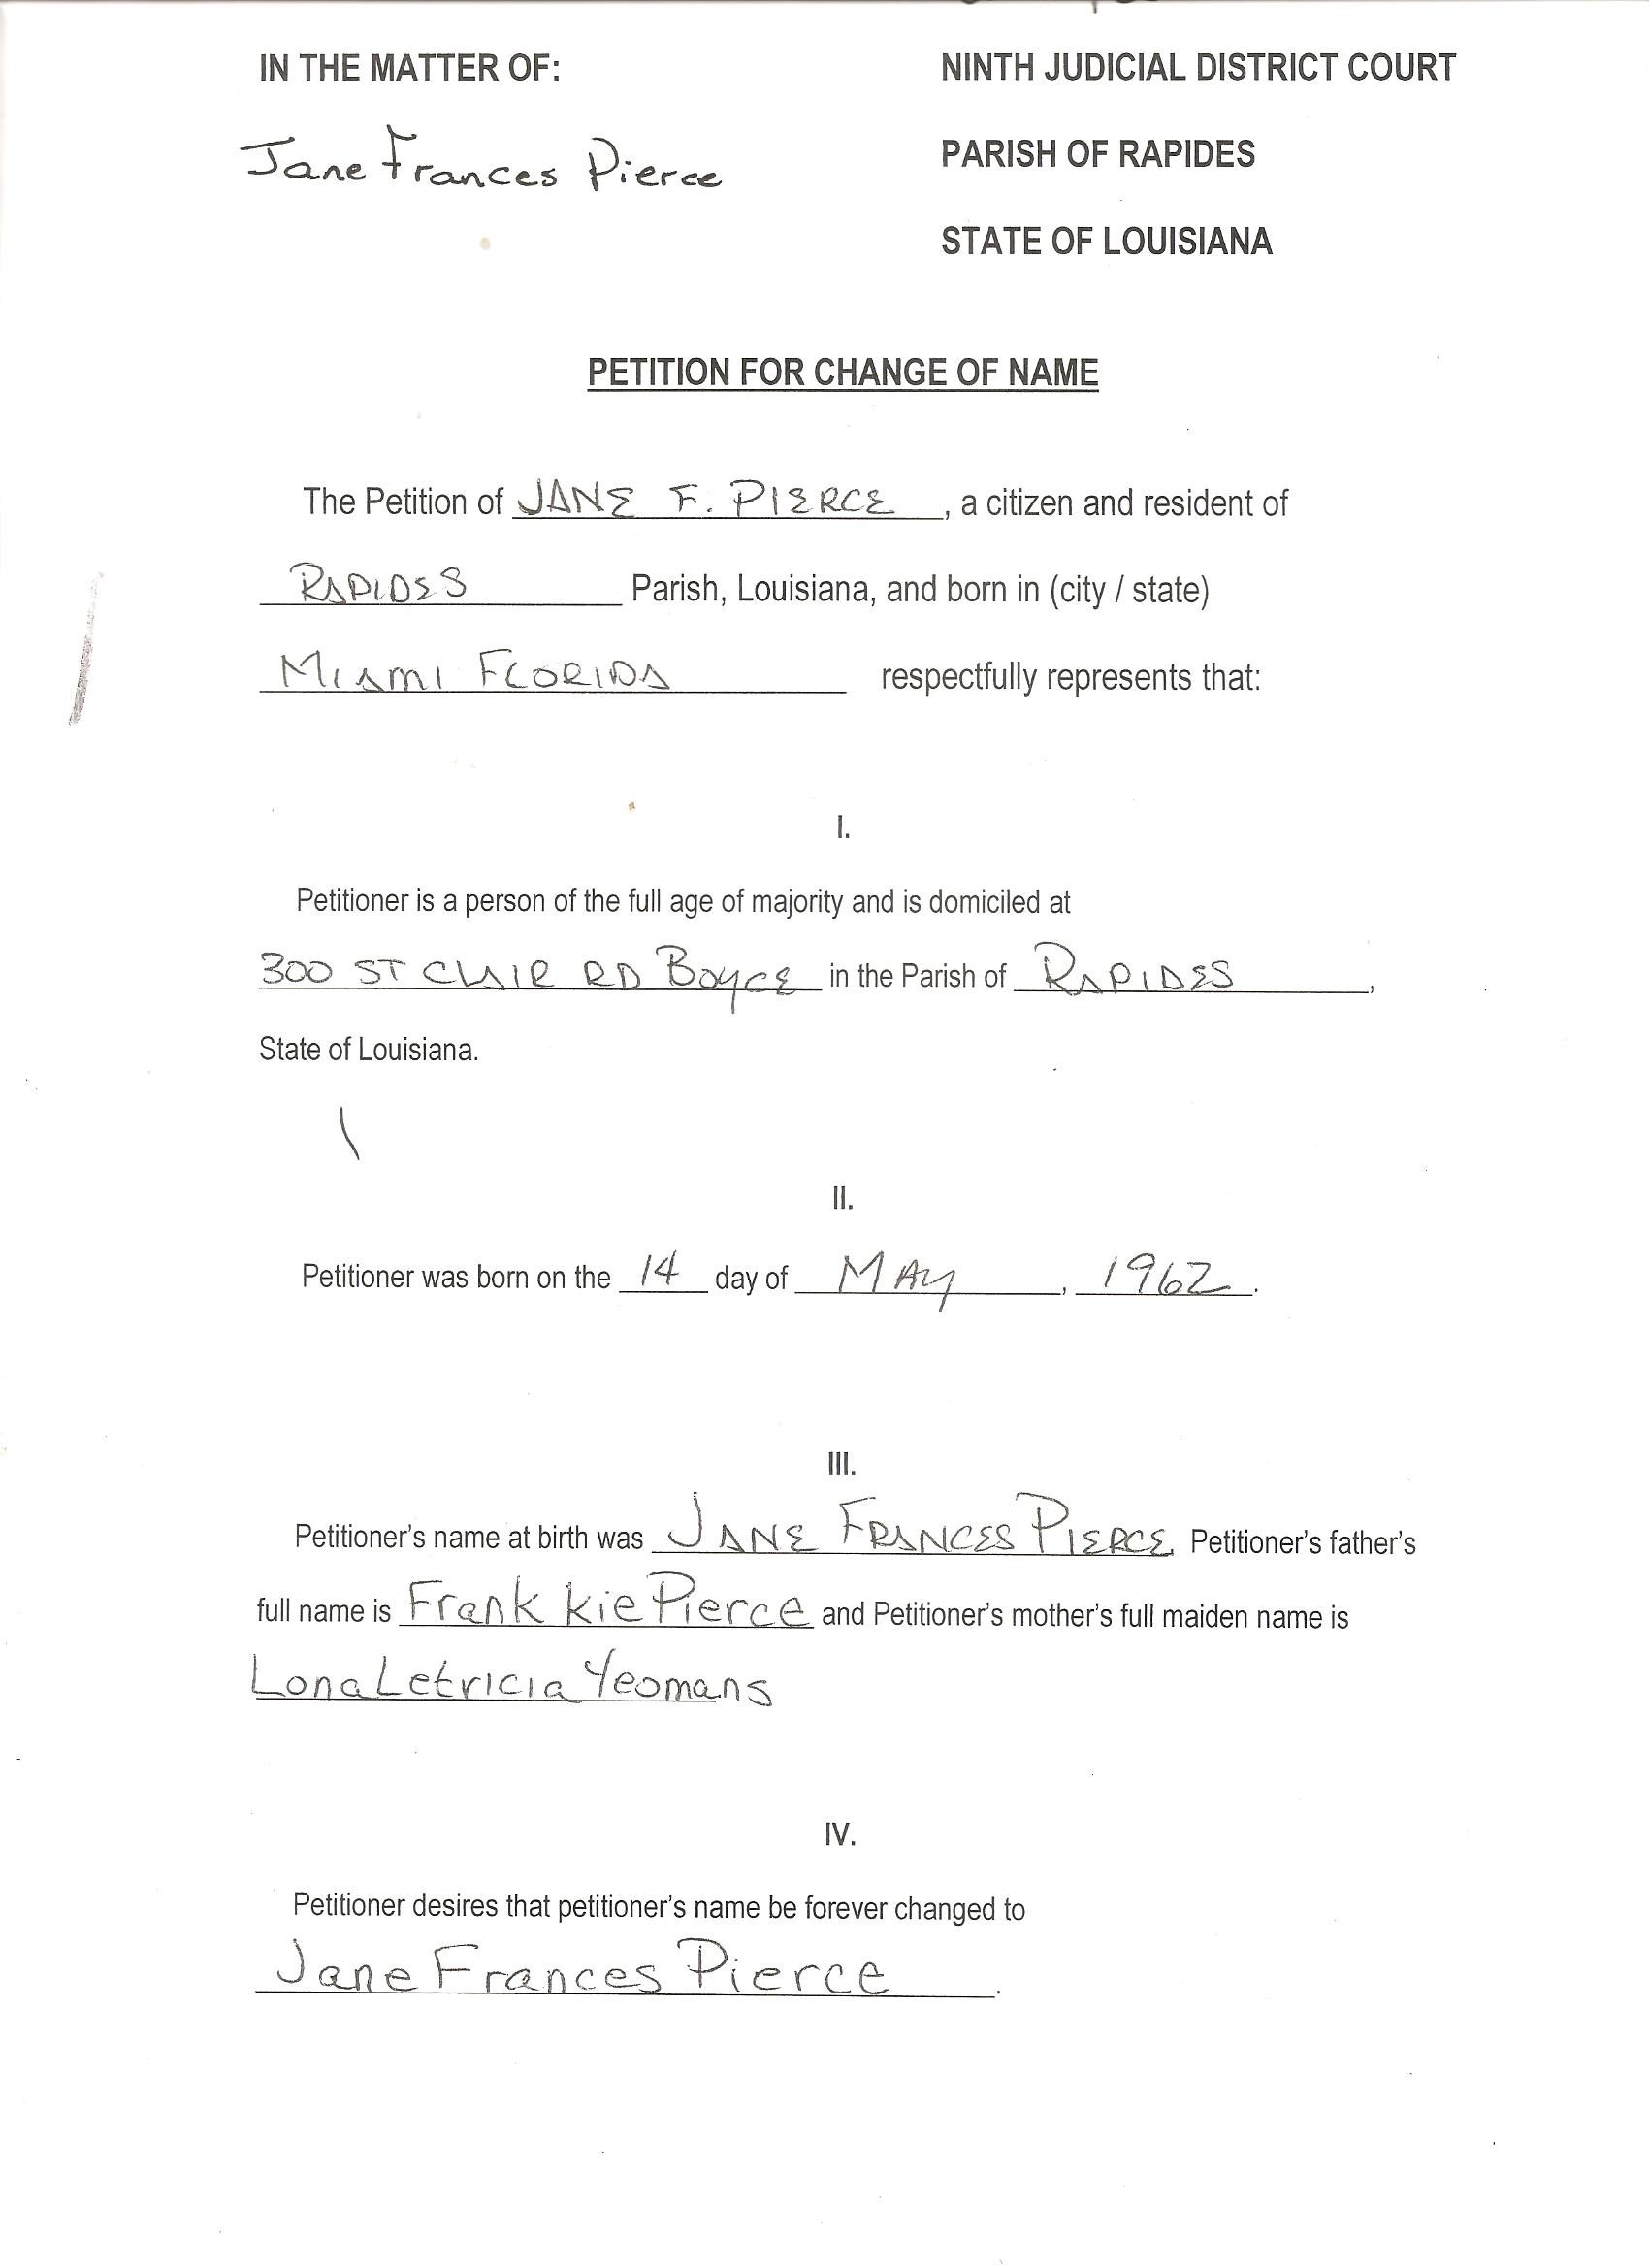 IN THE MATTER OF:
Jane Frances Pierce
NINTH JUDICIAL DISTRICT COURT
PARISH OF RAPIDES
STATE OF LOUISIANA
PETITION FOR CHANGE OF NAME
The Petition of JANE F. PIERCE, a citizen and resident of
RAPIDES Parish, Louisiana, and born in (city / state)
MIAMI FLORIDA respectfully represents that:
I.
Petitioner is a person of the full age of majority and is domiciled at
300 ST CLAIR RD Boyce in the Parish of RAPIDES,
State of Louisiana.
II.
Petitioner was born on the 14 day of MAy, 1962.
III.
Petitioner's name at birth was JANE FRANCES PIERCE. Petitioner's father's
full name is Frank kie Pierce and Petitioner's mother's full maiden name is
Lona Letricia Yeomans
IV.
Petitioner desires that petitioner's name be forever changed to
Jane Frances Pierce.